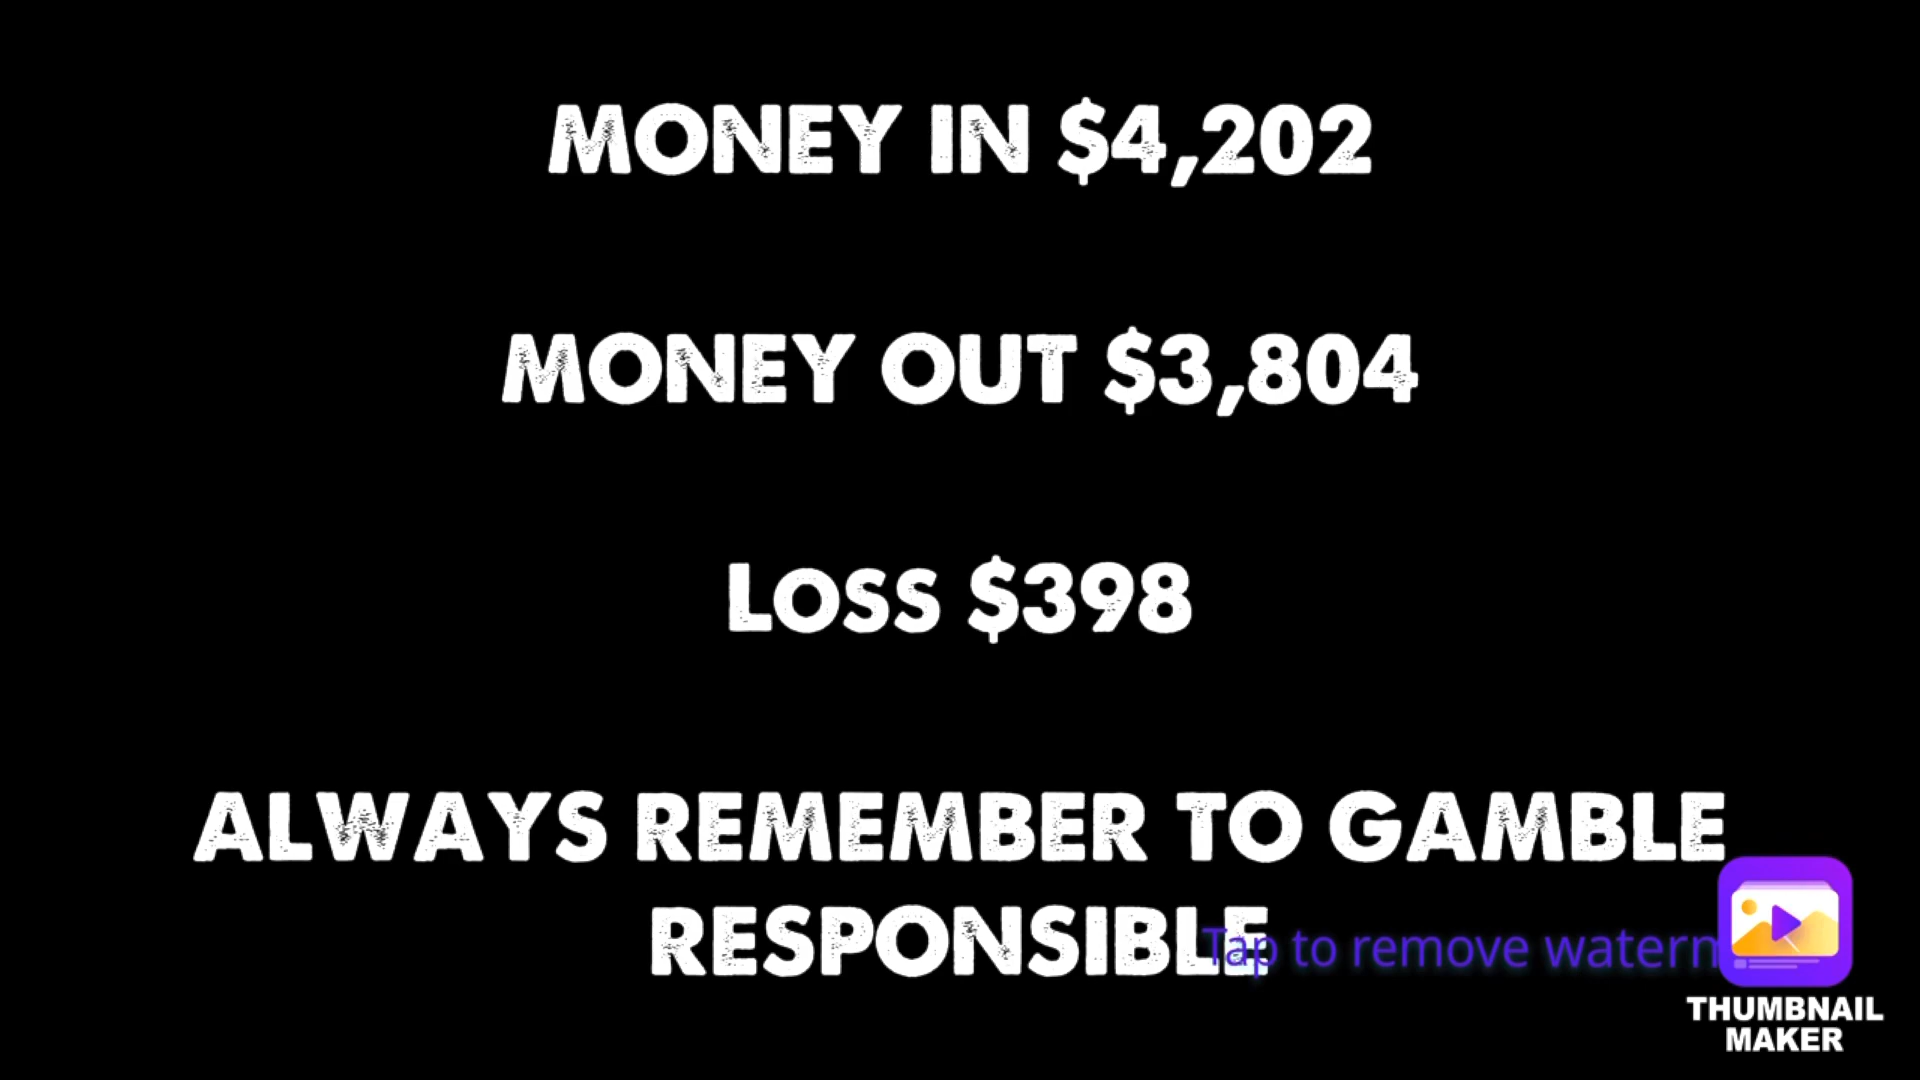 MONEY IN $4,202
MONEY OUT $3,804
LOSS $398
ALWAYS REMEMBER TO GAMBLE
RESPONSIBLE
Tap to remove waterm
THUMBNAIL
MAKER